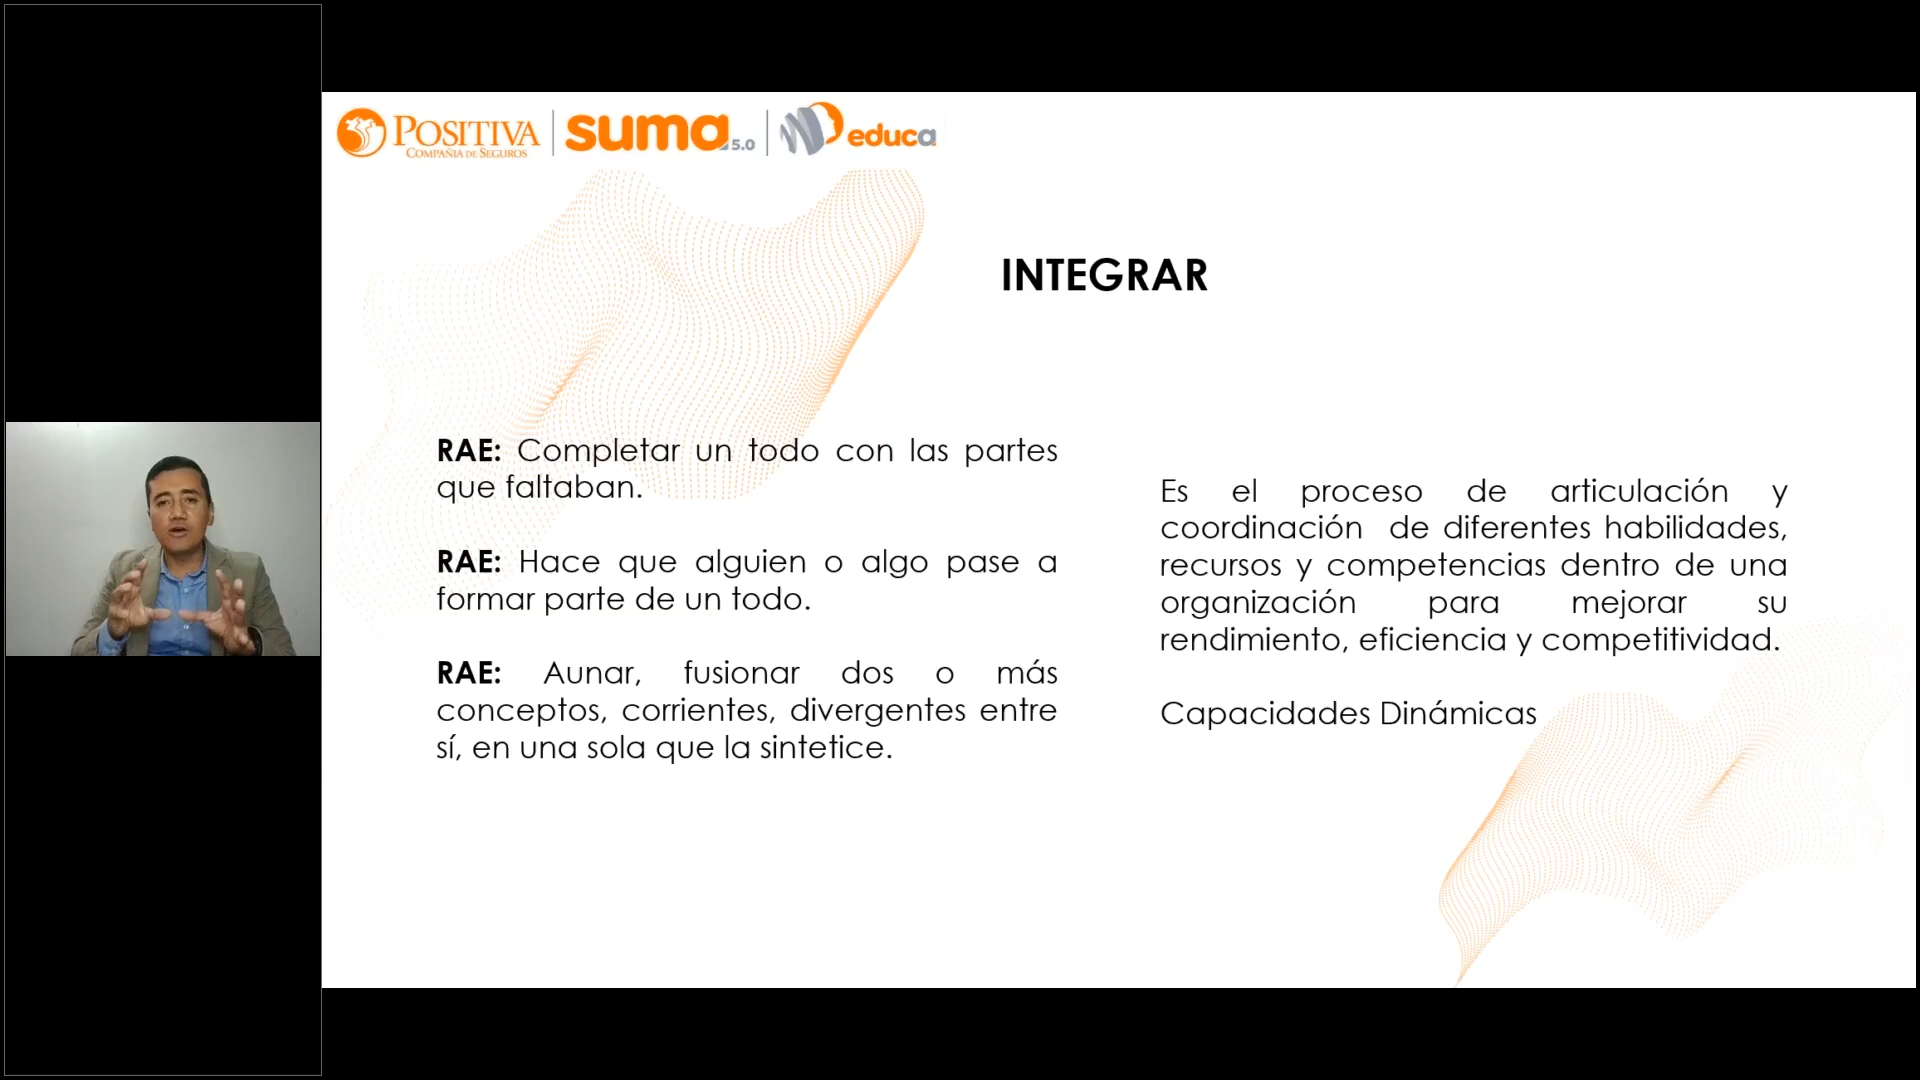 POSITIVA
COMPAÑIA DE SEGUROS
suma 5.0
educa
INTEGRAR
RAE: Completar un todo con las partes
que faltaban.
RAE: Hace que alguien o algo pase a
formar parte de un todo.
RAE: Aunar, fusionar dos o más
conceptos, corrientes, divergentes entre
sí, en una sola que la sintetice.
Es el proceso de articulación y
coordinación de diferentes habilidades,
recursos y competencias dentro de una
organización para mejorar su
rendimiento, eficiencia y competitividad.
Capacidades Dinámicas